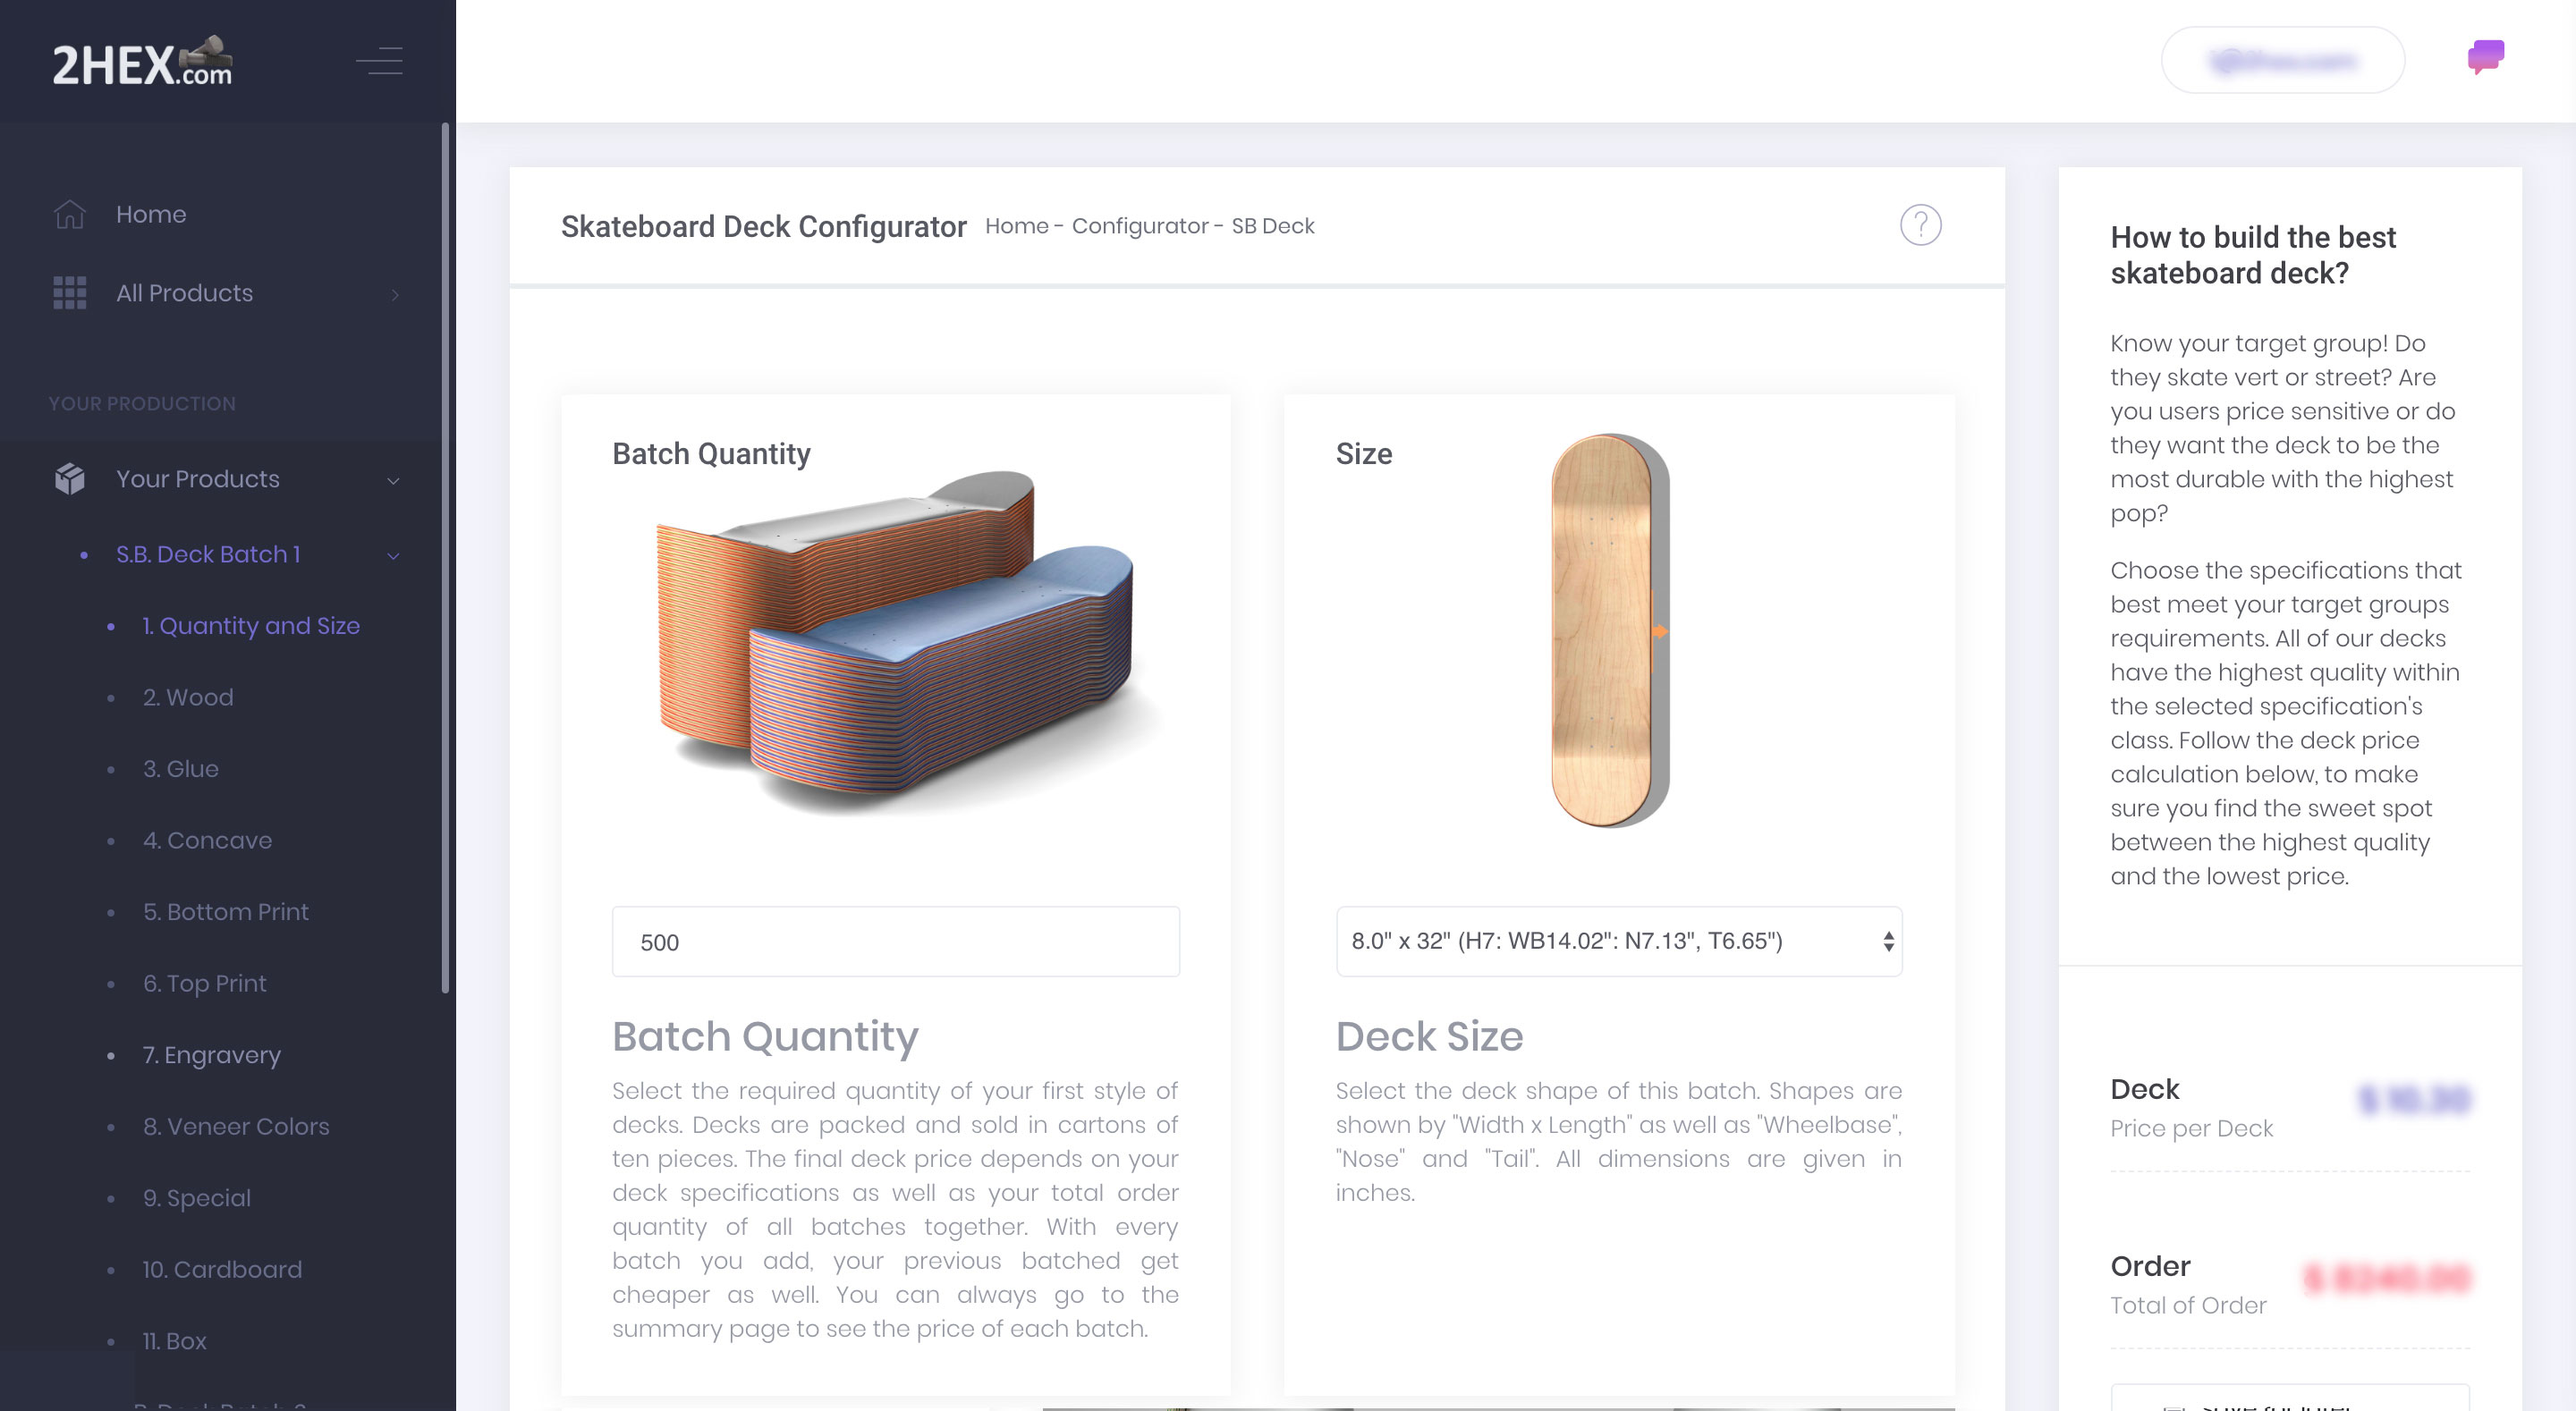 2HEX.com
Home
All Products
YOUR PRODUCTION
Your Products
S.B. Deck Batch 1
1. Quantity and Size
2. Wood
3. Glue
4. Concave
5. Bottom Print
6. Top Print
7. Engravery
8. Veneer Colors
9. Special
10. Cardboard
11. Box
Skateboard Deck Configurator Home - Configurator - SB Deck
?
Batch Quantity
500
Batch Quantity
Select the required quantity of your first style of
decks. Decks are packed and sold in cartons of
ten pieces. The final deck price depends on your
deck specifications as well as your total order
quantity of all batches together. With every
batch you add, your previous batched get
cheaper as well. You can always go to the
summary page to see the price of each batch.
Size
8.0" x 32" (H7: WB14.02": N7.13", T6.65")
Deck Size
Select the deck shape of this batch. Shapes are
shown by "Width x Length" as well as "Wheelbase",
"Nose" and "Tail". All dimensions are given in
inches.
How to build the best
skateboard deck?
Know your target group! Do
they skate vert or street? Are
you users price sensitive or do
they want the deck to be the
most durable with the highest
pop?
Choose the specifications that
best meet your target groups
requirements. All of our decks
have the highest quality within
the selected specification's
class. Follow the deck price
calculation below, to make
sure you find the sweet spot
between the highest quality
and the lowest price.
Deck
Price per Deck
Order
Total of Order